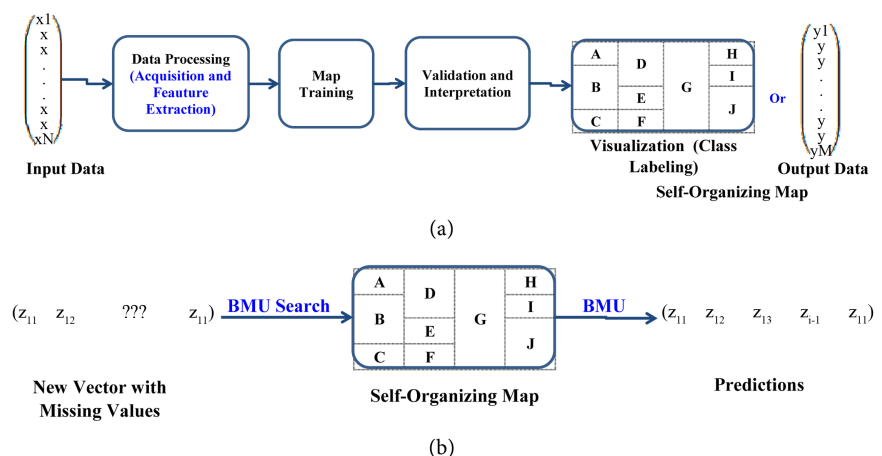 x1
x
x
.
.
.
x
x
xN
Input Data
Data Processing
(Acquisition and
Feauture
Extraction)
Map
Training
Validation and
Interpretation
A
B
C
D
E
F
G
H
I
J
Visualization (Class
Labeling)
Self-Organizing Map
Or
y1
y
y
y
.
.
.
y
y
yM
Output Data
(a)
(z11 z12 ??? z11)
New Vector with
Missing Values
BMU Search
A
B
C
D
E
F
G
H
I
J
Self-Organizing Map
BMU
(z11 z12 z13 zi-1 z11)
Predictions
(b)